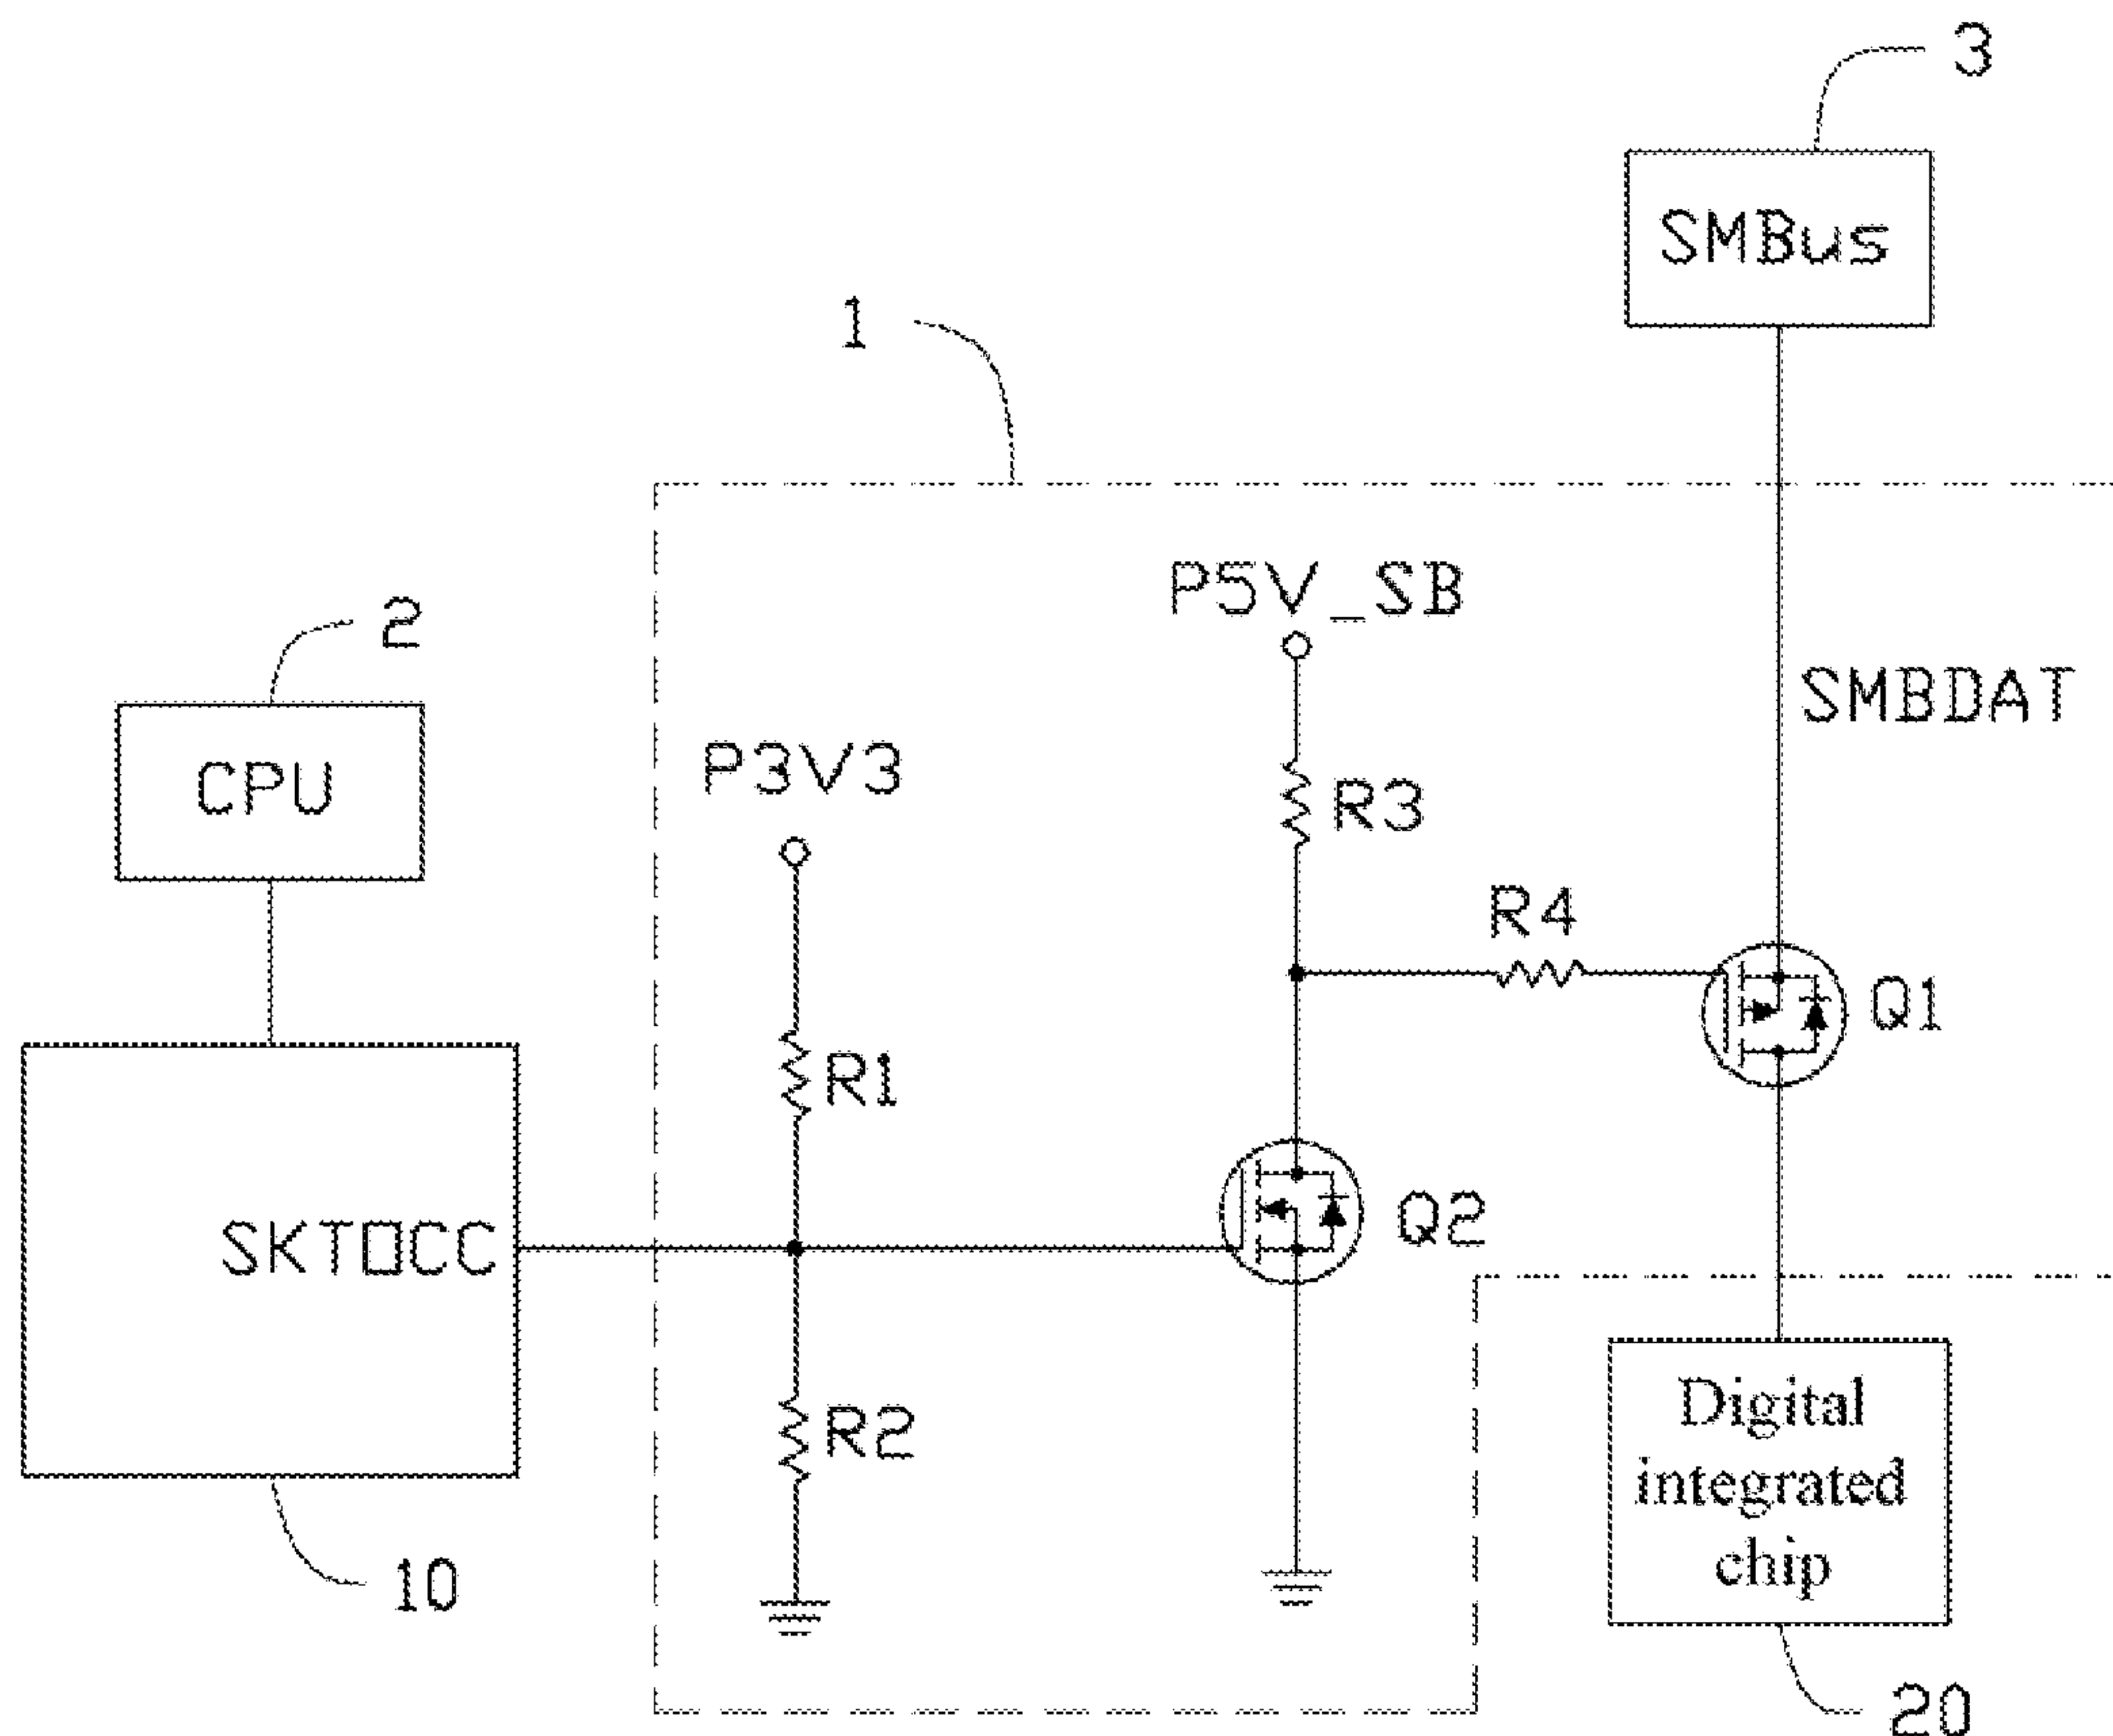 3
SMBus
1
P5V_SB
2
SMBDAT
P3V3
CPU
R3
R4
Q1
R1
Q2
SKTOCC
Digital
integrated
chip
R2
10
20